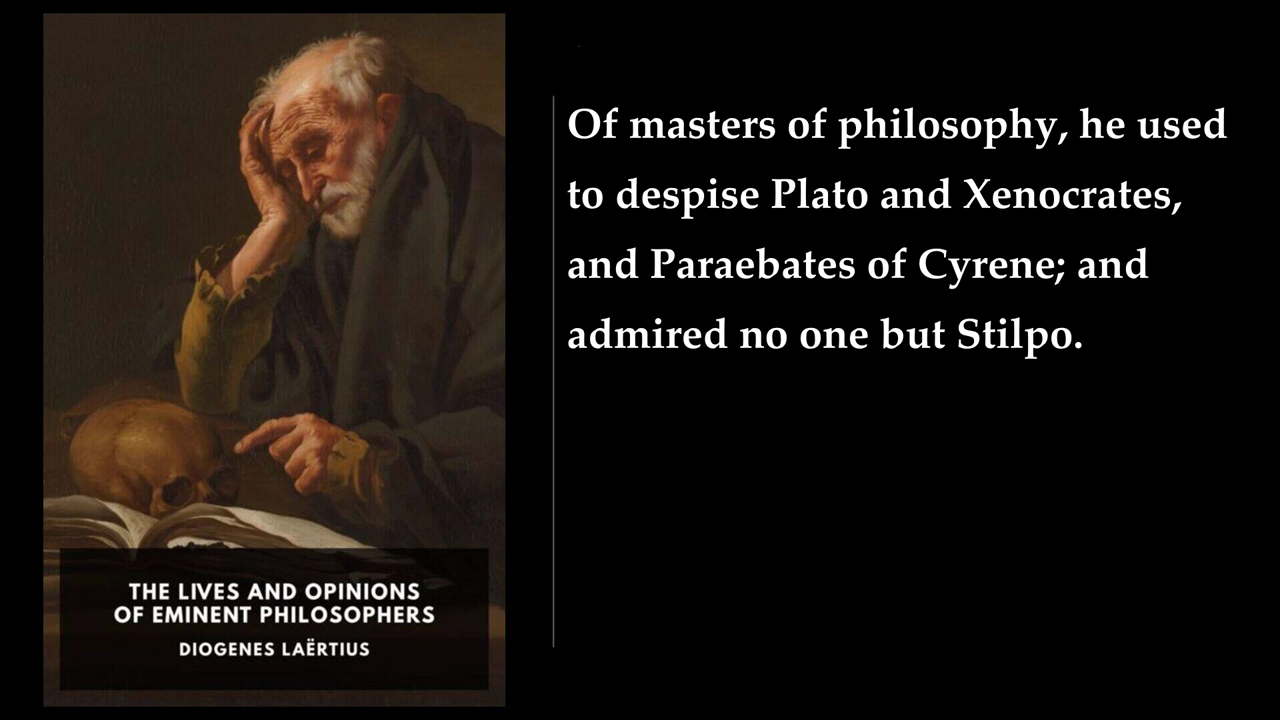 Of masters of philosophy, he used
to despise Plato and Xenocrates,
and Paraebates of Cyrene; and
admired no one but Stilpo.
THE LIVES AND OPINIONS
OF EMINENT PHILOSOPHERS
DIOGENES LAËRTIUS